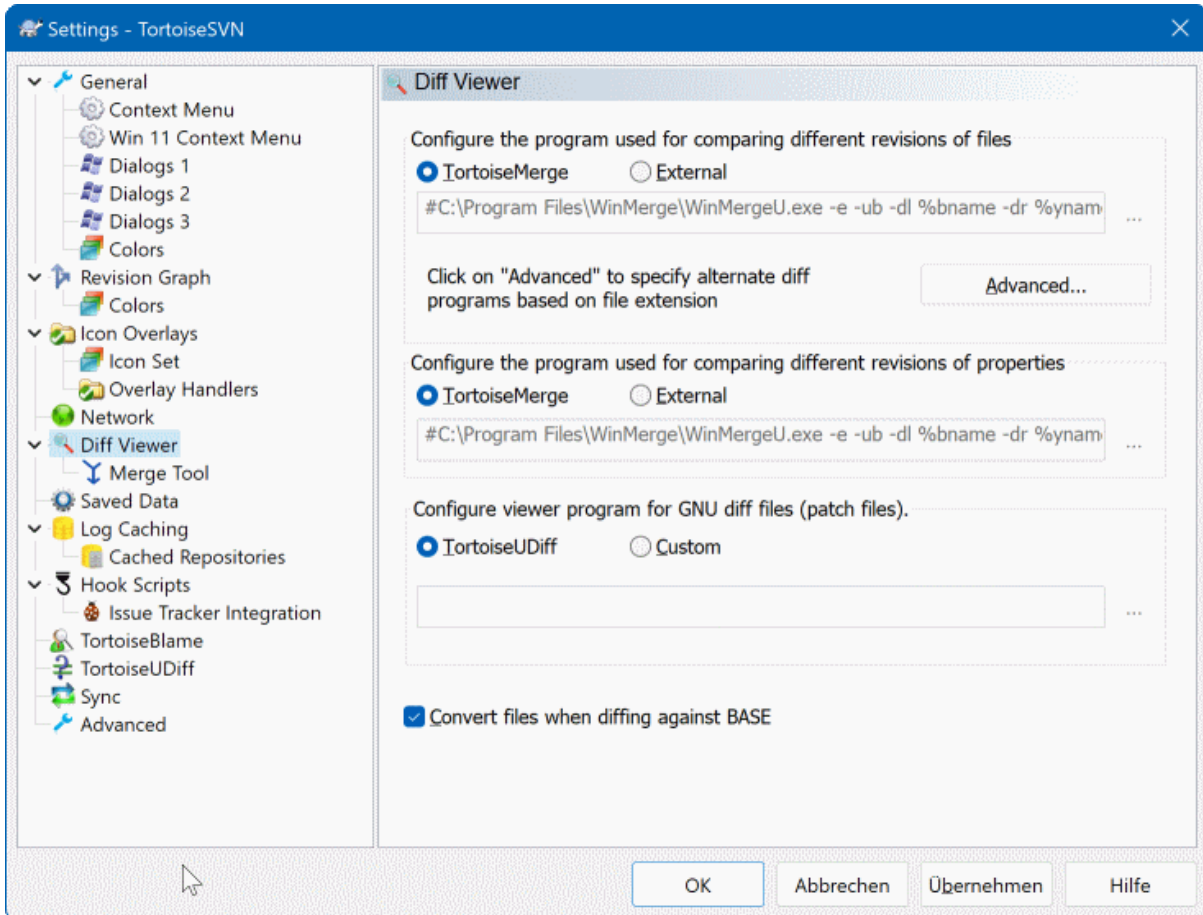 Settings - TortoiseSVN
General
Context Menu
Win 11 Context Menu
Dialogs 1
Dialogs 2
Dialogs 3
Colors
Revision Graph
Colors
Icon Overlays
Icon Set
Overlay Handlers
Network
Diff Viewer
Merge Tool
Saved Data
Log Caching
Cached Repositories
Hook Scripts
Issue Tracker Integration
TortoiseBlame
TortoiseUDiff
Sync
Advanced
Diff Viewer
Configure the program used for comparing different revisions of files
TortoiseMerge External
#C:\Program Files\WinMerge\WinMergeU.exe -e -ub -dl %bname -dr %yname ...
Click on "Advanced" to specify alternate diff
programs based on file extension
Advanced...
Configure the program used for comparing different revisions of properties
TortoiseMerge External
#C:\Program Files\WinMerge\WinMergeU.exe -e -ub -dl %bname -dr %yname ...
Configure viewer program for GNU diff files (patch files).
TortoiseUDiff Custom
...
Convert files when diffing against BASE
OK Abbrechen Übernehmen Hilfe